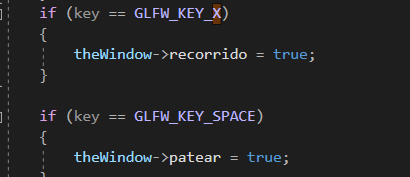 if (key == GLFW_KEY_X)
{
theWindow->recorrido = true;
}
if (key == GLFW_KEY_SPACE)
{
theWindow->patear = true;